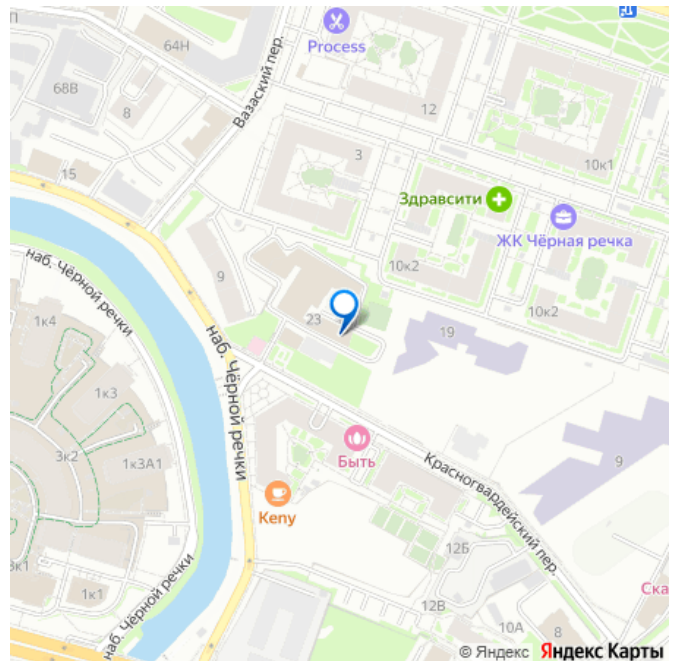 П
64Н
Process
68В
8
Вазаский пер.
12
3
10к1
15
Здравсити
ЖК Чёрная речка
9
10к2
наб. Чёрной речки
10к2
1к4
23
19
наб. Чёрной речки
1к3
Быть
3к2
1к3А1
Красногвардейский пер.
9
Keny
12Б
3к1
наб. Чёрной речки
1к1
12В
Ска
10А
8
© Яндекс Яндекс Карты